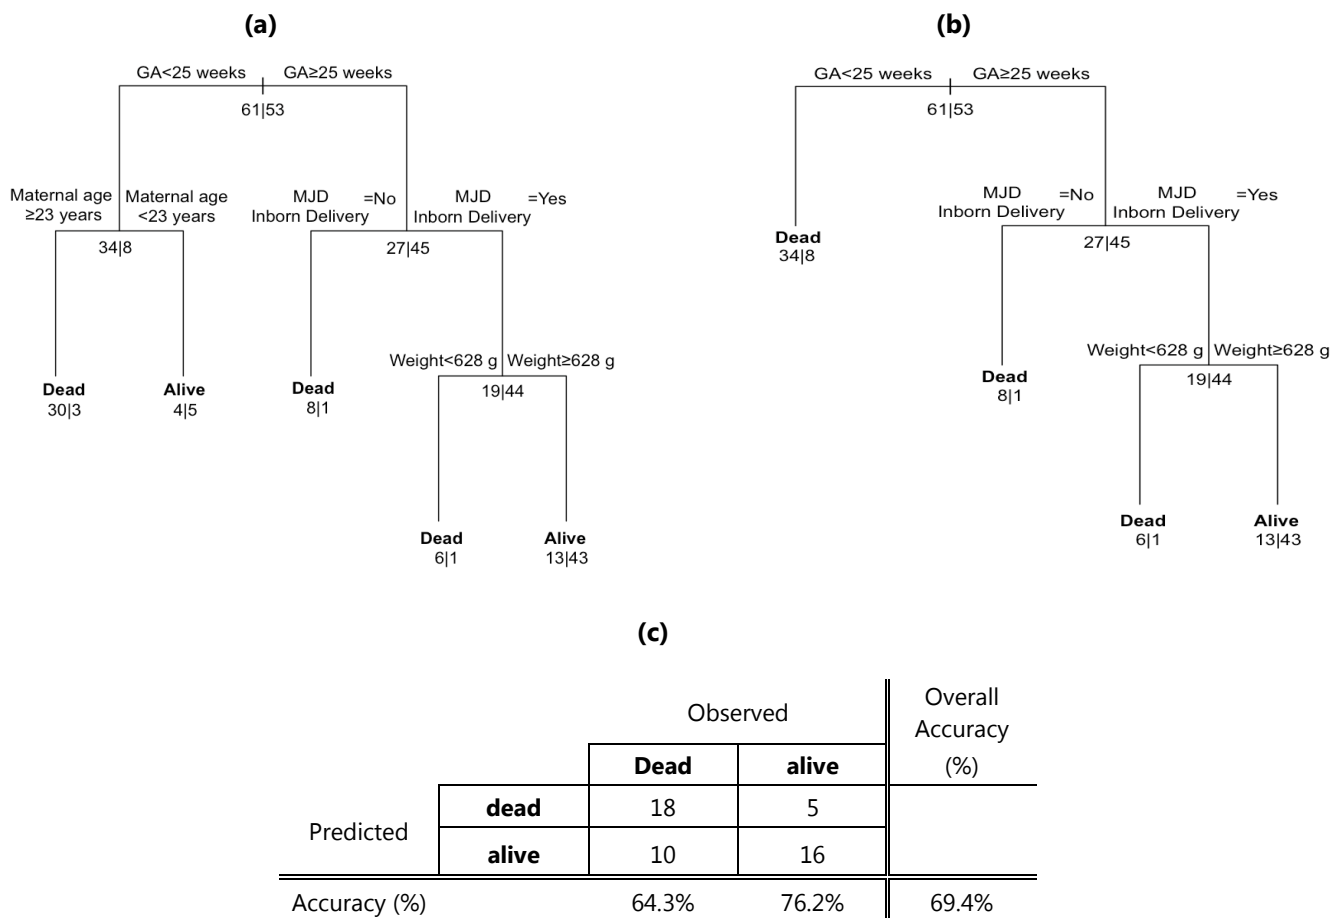 (a)
GA<25 weeks GA≥25 weeks
61|53
Maternal age
≥23 years
Maternal age
<23 years
34|8
MJD =No
Inborn Delivery
MJD =Yes
Inborn Delivery
27|45
Weight<628 g Weight≥628 g
19|44
Dead
30|3
Alive
4|5
Dead
8|1
Dead
6|1
Alive
13|43
(b)
GA<25 weeks GA≥25 weeks
61|53
MJD =No
Inborn Delivery
MJD =Yes
Inborn Delivery
27|45
Dead
34|8
Weight<628 g Weight≥628 g
19|44
Dead
8|1
Dead
6|1
Alive
13|43
(c)
Observed
Overall
Accuracy
(%)
Dead alive
Predicted
dead 18 5
alive 10 16
Accuracy (%) 64.3% 76.2% 69.4%